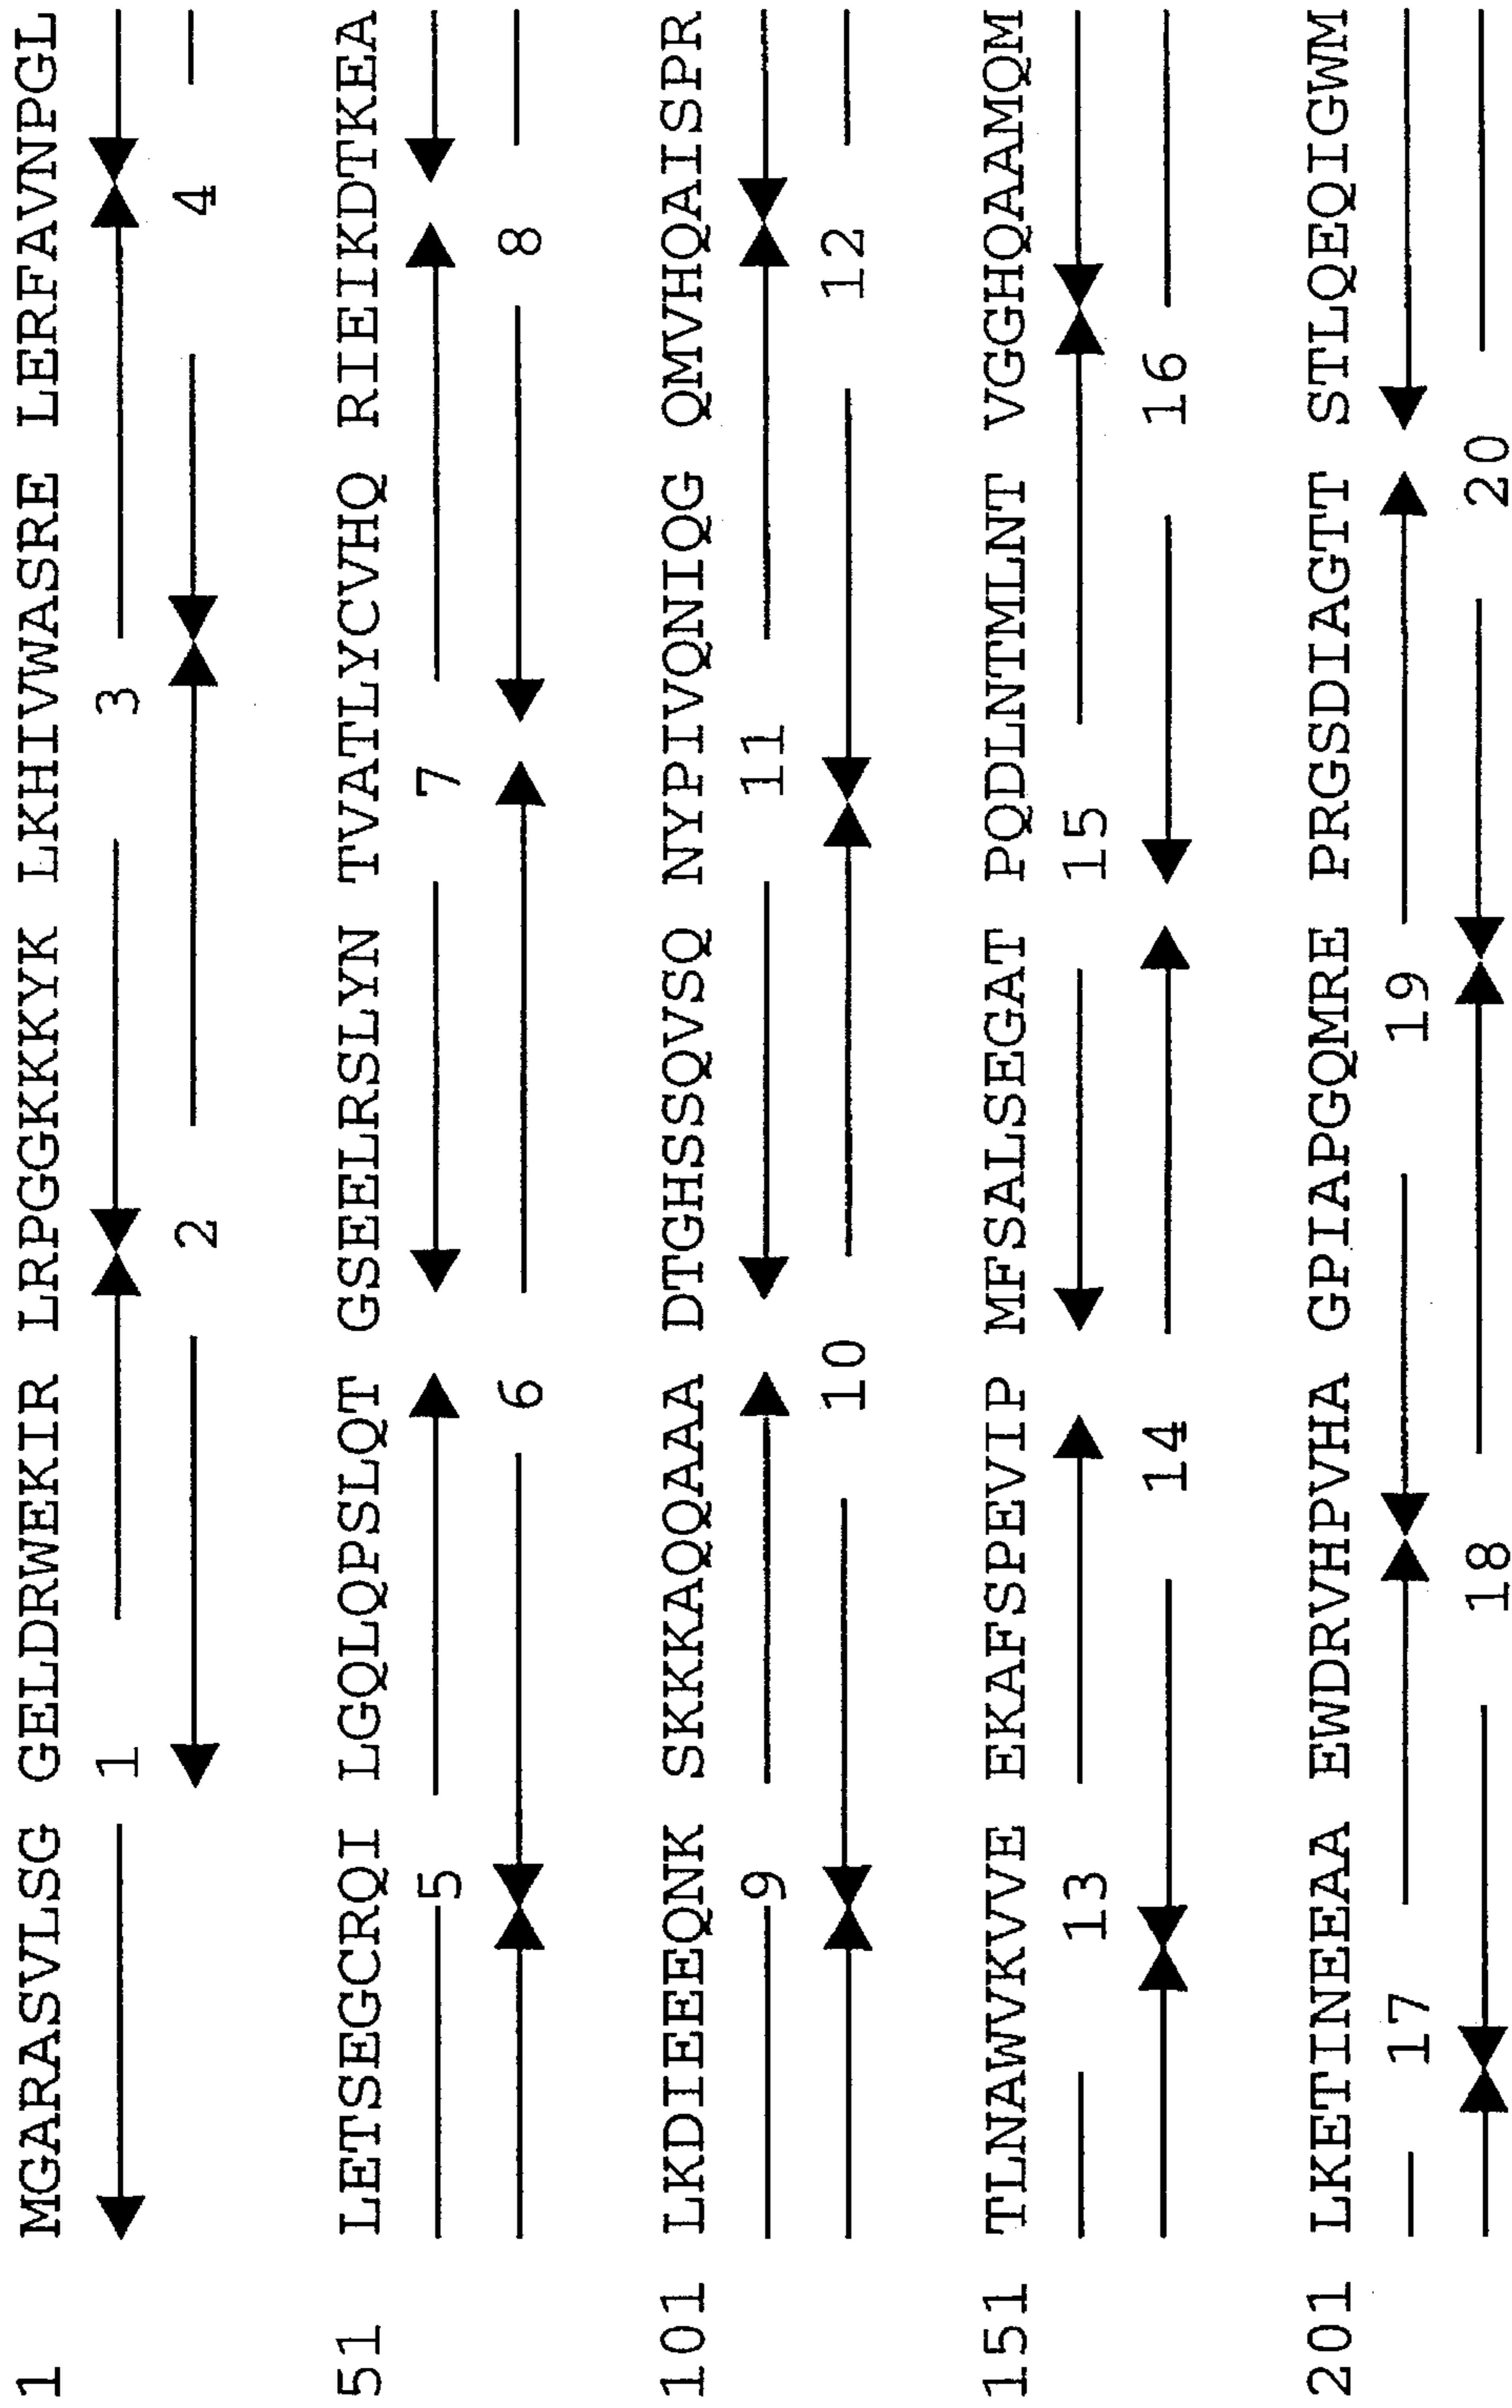 1 MGARASVLSG GELDRWEKIR LRPGGKKKYK LKHIVWASRE LERFAVNPGL
1 3
2 4
51 LETSEGCRQI LGQLQPSLQT GSEELRSLYN TVATLYCVHQ RIEIKDTKEA
5 7
6 8
101 LKDIEEEQNK SKKKAQQAAA DTGHSSQVSQ NYPIVQNIQG QMVHQAISPR
9 11
10 12
151 TLNAWVKVVE EKAFSPEVIP MFSALSEGAT PQDLNTMLNT VGGHQAAMQM
13 15
14 16
201 LKETINEEAA EWDRVHPVHA GPIAPGQMRE PRGSDIAGTT STLQEQIGWM
17 19
18 20